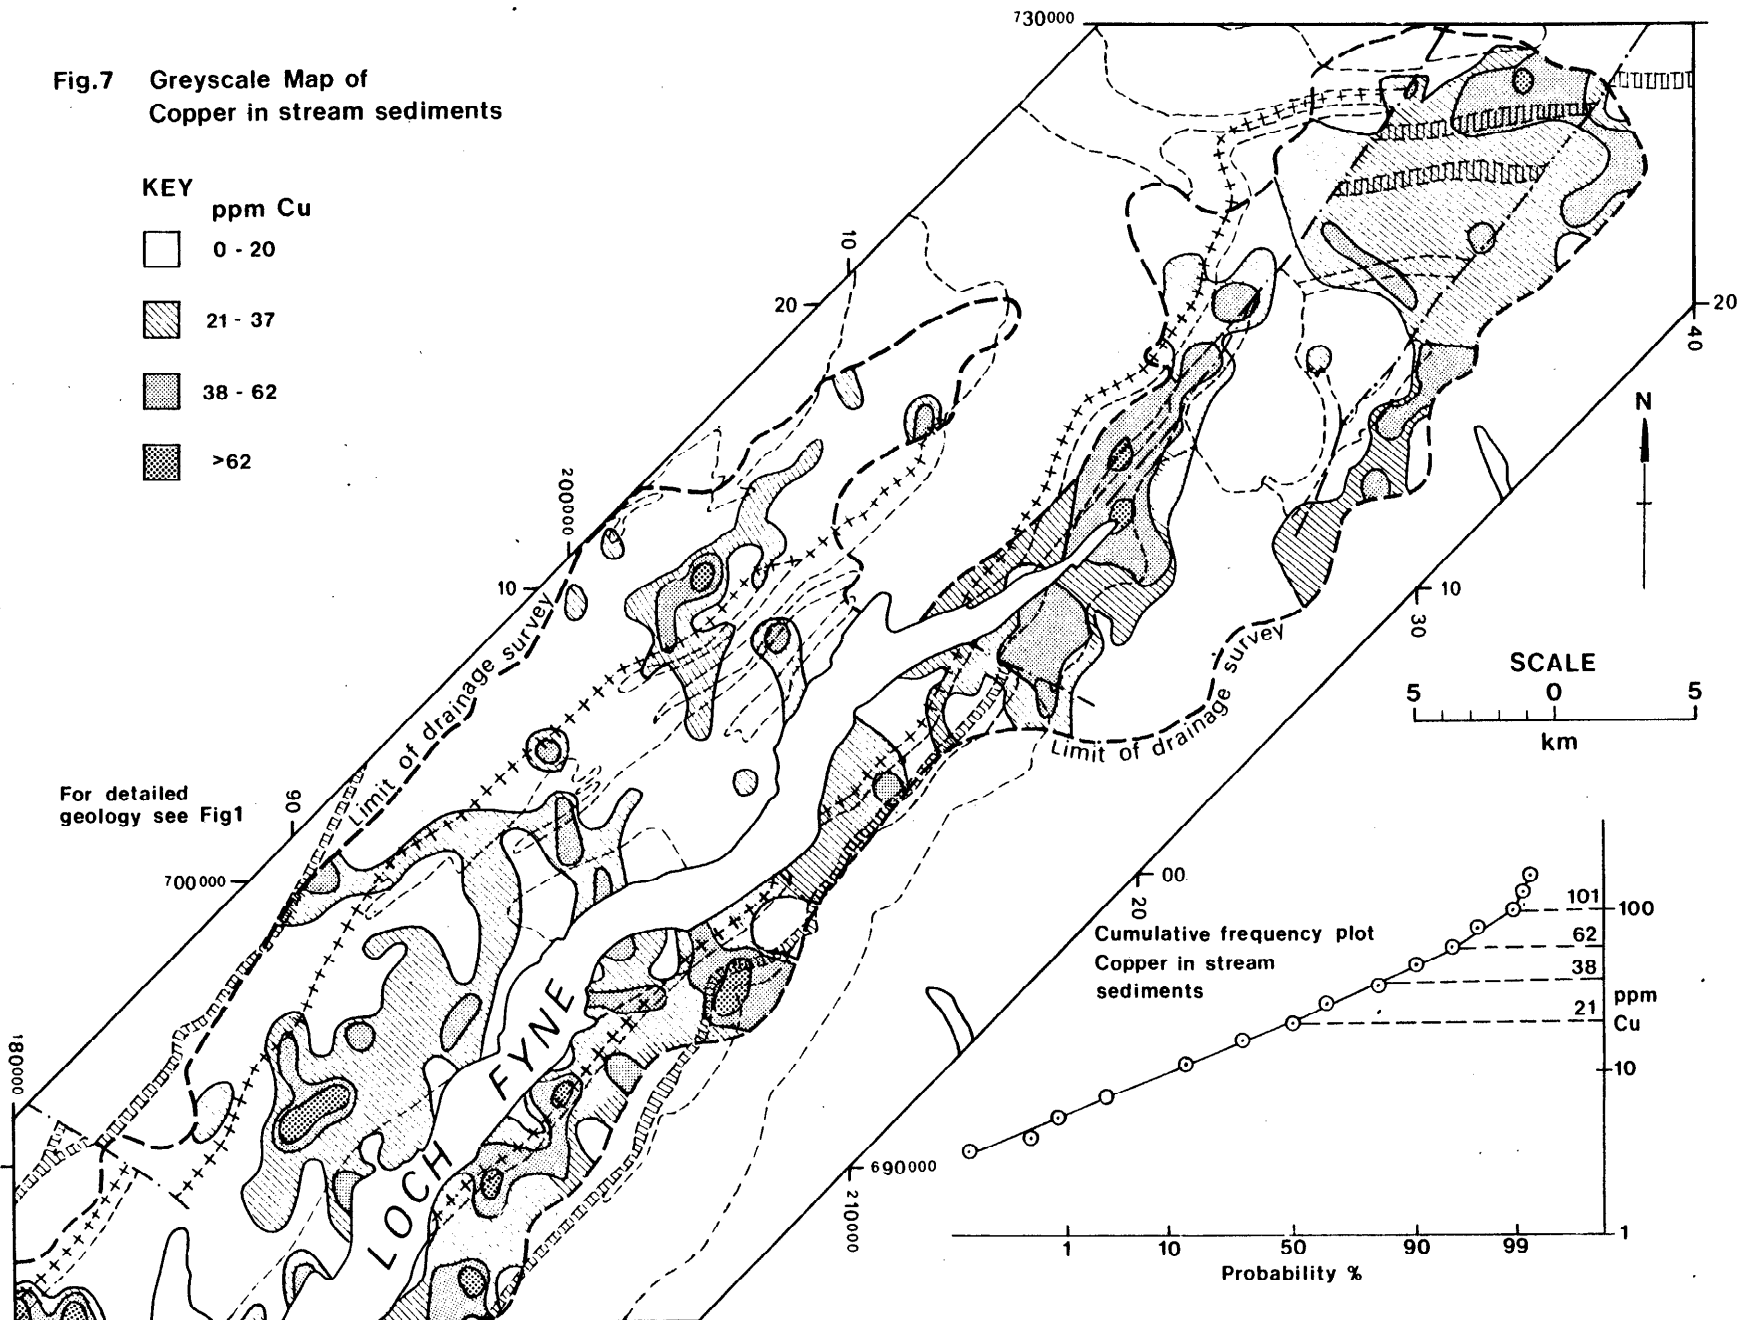 Fig.7 Greyscale Map of
Copper in stream sediments
KEY
ppm Cu
0 - 20
21 - 37
38 - 62
>62
730000
10
20
20
40
N
200000
10
10
30
Limit of drainage survey
Limit of drainage survey
SCALE
5 0 5
km
For detailed
geology see Fig1
90
700000
00
20
180000
LOCH FYNE
690000
210000
Cumulative frequency plot
Copper in stream
sediments
101
100
62
38
21
ppm
Cu
10
1
1 10 50 90 99
Probability %